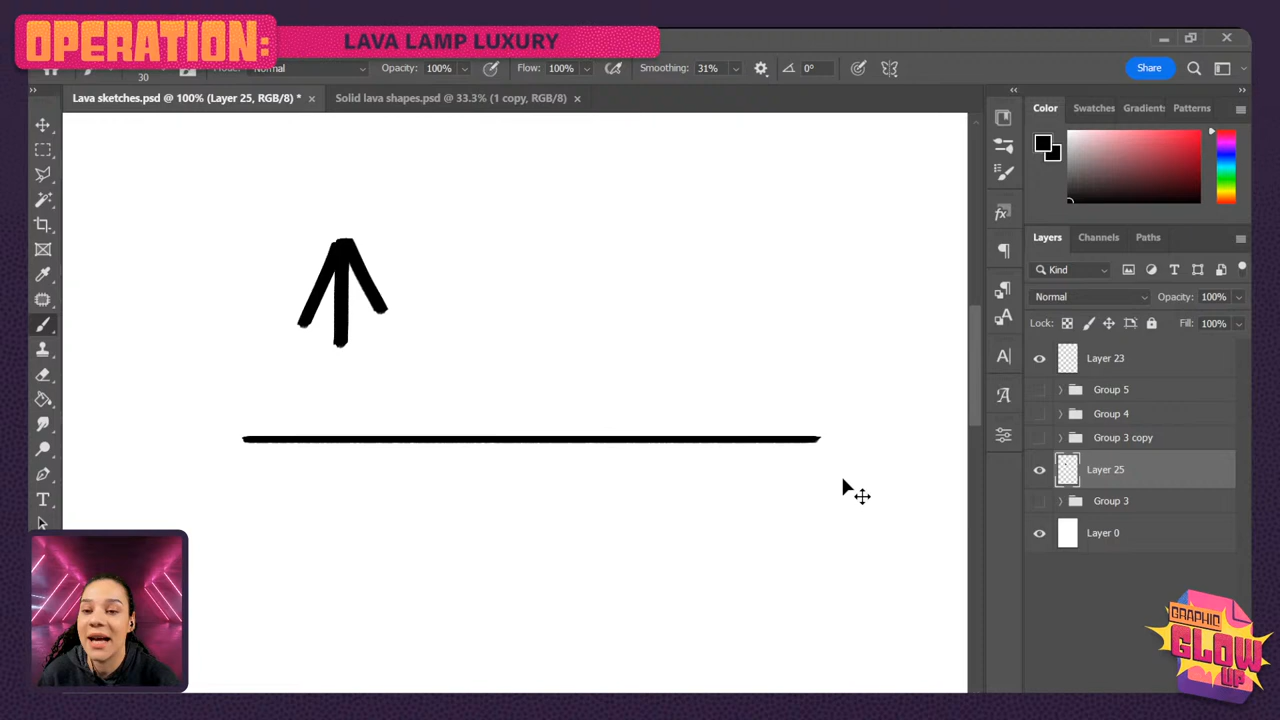 OPERATION:
LAVA LAMP LUXURY
30
Normal
Opacity: 100%
Flow: 100%
Smoothing: 31%
0°
Share
Lava sketches.psd @ 100% (Layer 25, RGB/8) *
Solid lava shapes.psd @ 33.3% (1 copy, RGB/8)
Color
Swatches
Gradient:
Patterns
Layers
Channels
Paths
Kind
Normal
Opacity: 100%
Lock:
Fill: 100%
Layer 23
Group 5
Group 4
Group 3 copy
Layer 25
Group 3
Layer 0
GRAPHIC
GLOW
UP